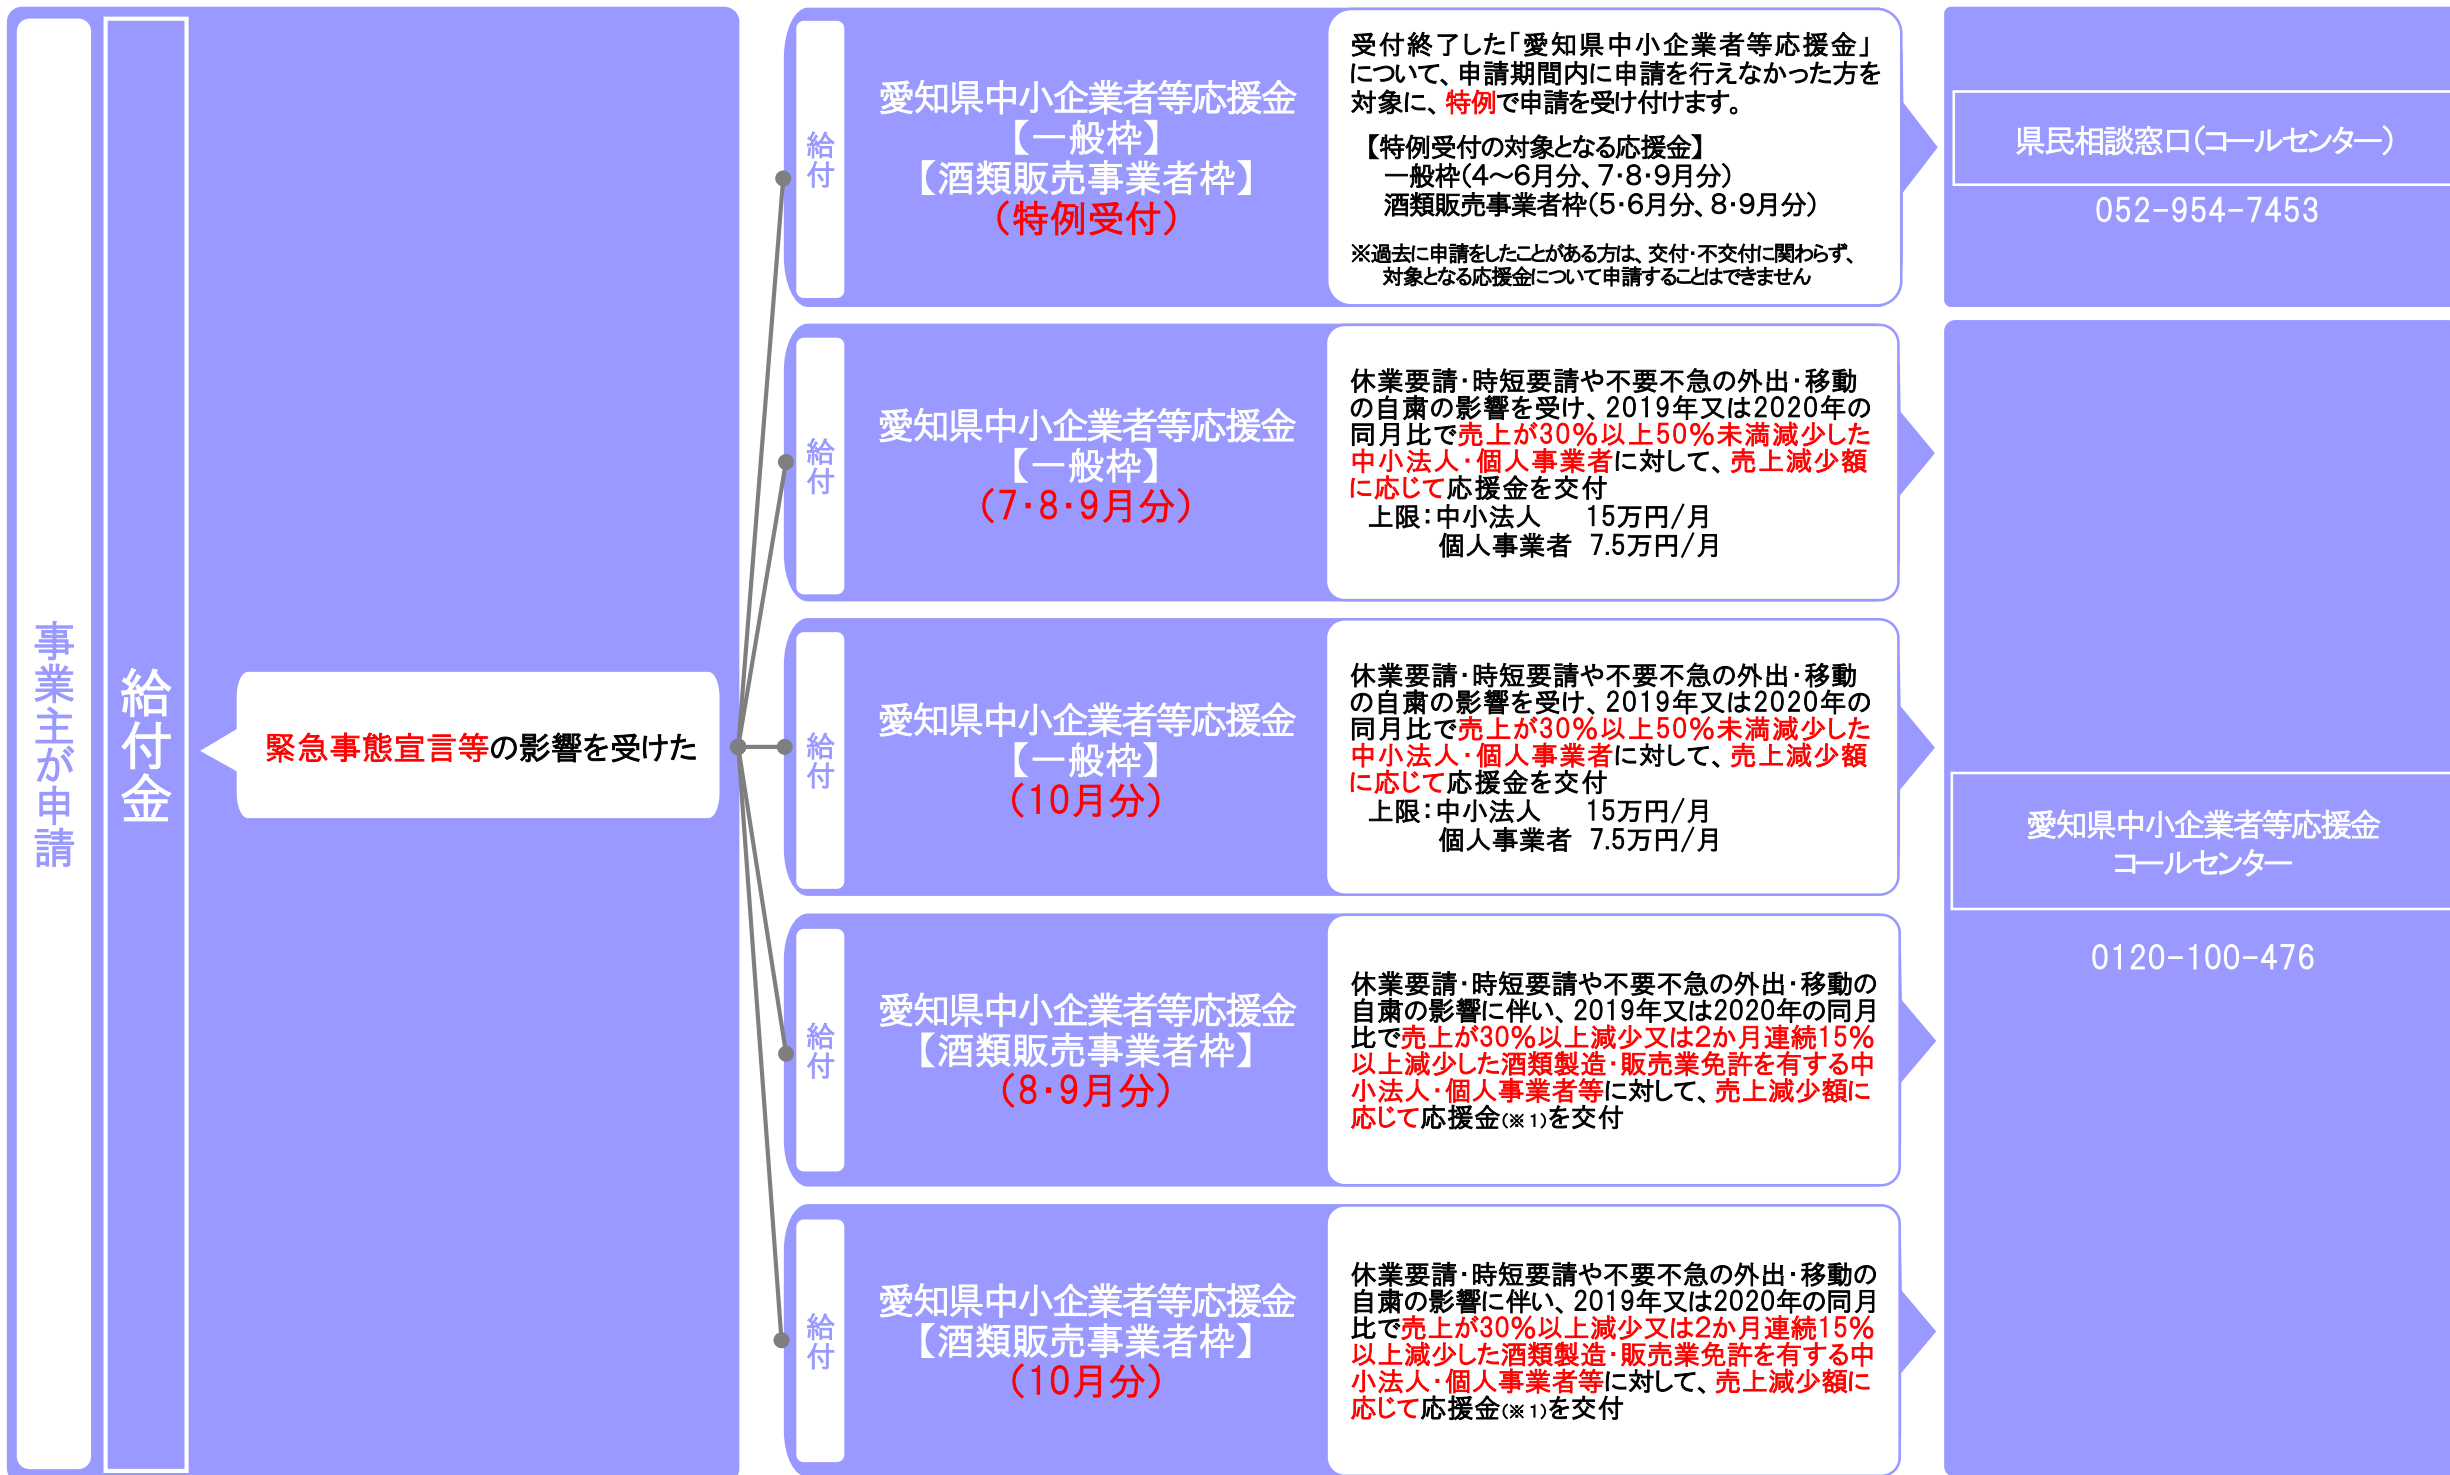 事業主が申請
給付金
緊急事態宣言等の影響を受けた
給付
愛知県中小企業者等応援金
【一般枠】
【酒類販売事業者枠】
（特例受付）
受付終了した「愛知県中小企業者等応援金」
について、申請期間内に申請を行えなかった方を
対象に、特例で申請を受け付けます。
【特例受付の対象となる応援金】
一般枠（4～6月分、7・8・9月分）
酒類販売事業者枠（5・6月分、8・9月分）
※過去に申請をしたことがある方は、交付・不交付に関わらず、
対象となる応援金について申請することはできません
県民相談窓口（コールセンター）
052-954-7453
給付
愛知県中小企業者等応援金
【一般枠】
（7・8・9月分）
休業要請・時短要請や不要不急の外出・移動
の自粛の影響を受け、2019年又は2020年の
同月比で売上が30％以上50％未満減少した
中小法人・個人事業者に対して、売上減少額
に応じて応援金を交付
上限：中小法人　15万円/月
個人事業者　7.5万円/月
給付
愛知県中小企業者等応援金
【一般枠】
（10月分）
休業要請・時短要請や不要不急の外出・移動
の自粛の影響を受け、2019年又は2020年の
同月比で売上が30％以上50％未満減少した
中小法人・個人事業者に対して、売上減少額
に応じて応援金を交付
上限：中小法人　15万円/月
個人事業者　7.5万円/月
給付
愛知県中小企業者等応援金
【酒類販売事業者枠】
（8・9月分）
休業要請・時短要請や不要不急の外出・移動の
自粛の影響に伴い、2019年又は2020年の同月
比で売上が30％以上減少又は2か月連続15％
以上減少した酒類製造・販売業免許を有する中
小法人・個人事業者等に対して、売上減少額に
応じて応援金（※1）を交付
給付
愛知県中小企業者等応援金
【酒類販売事業者枠】
（10月分）
休業要請・時短要請や不要不急の外出・移動の
自粛の影響に伴い、2019年又は2020年の同月
比で売上が30％以上減少又は2か月連続15％
以上減少した酒類製造・販売業免許を有する中
小法人・個人事業者等に対して、売上減少額に
応じて応援金（※1）を交付
愛知県中小企業者等応援金
コールセンター
0120-100-476